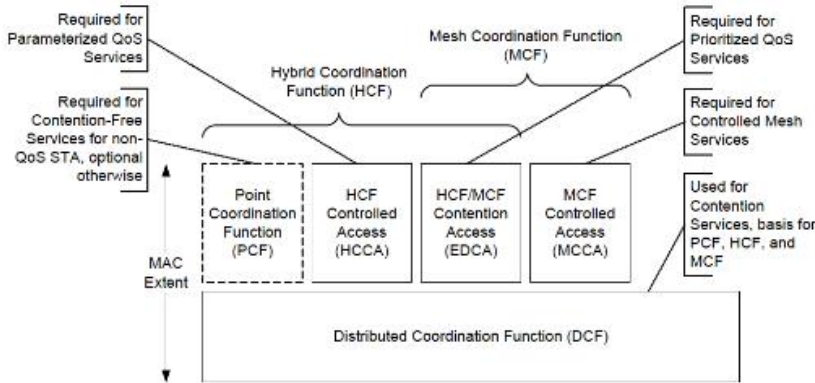 Required for
Parameterized QoS
Services
Mesh Coordination Function
(MCF)
Required for
Prioritized QoS
Services
Hybrid Coordination
Function (HCF)
Required for
Contention-Free
Services for non-
QoS STA, optional
otherwise
Required for
Controlled Mesh
Services
Point
Coordination
Function
(PCF)
HCF
Controlled
Access
(HCCA)
HCF/MCF
Contention
Access
(EDCA)
MCF
Controlled
Access
(MCCA)
Used for
Contention
Services, basis for
PCF, HCF, and
MCF
MAC
Extent
Distributed Coordination Function (DCF)